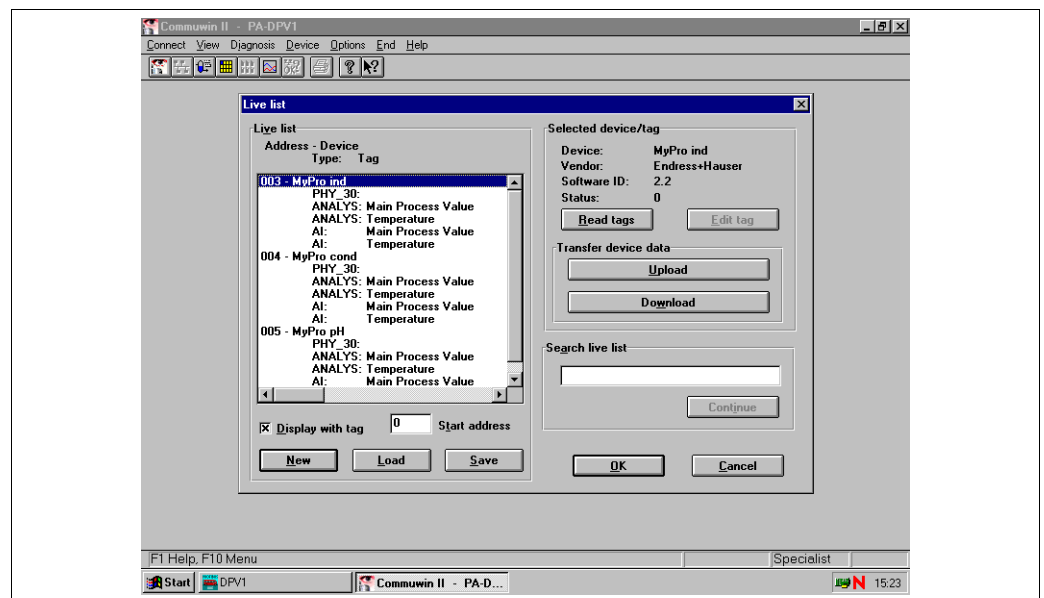 Commuwin II - PA-DPV1
Connect View Diagnosis Device Options End Help
Live list
Live list
Address - Device
Type: Tag
003 - MyPro ind
PHY_30:
ANALYS: Main Process Value
ANALYS: Temperature
AI: Main Process Value
AI: Temperature
004 - MyPro cond
PHY_30:
ANALYS: Main Process Value
ANALYS: Temperature
AI: Main Process Value
AI: Temperature
005 - MyPro pH
PHY_30:
ANALYS: Main Process Value
ANALYS: Temperature
AI: Main Process Value
Display with tag 0 Start address
New Load Save
Selected device/tag
Device: MyPro ind
Vendor: Endress+Hauser
Software ID: 2.2
Status: 0
Read tags Edit tag
Transfer device data
Upload
Download
Search live list
Continue
OK Cancel
F1 Help, F10 Menu Specialist
Start DPV1 Commuwin II - PA-D... N 15:23